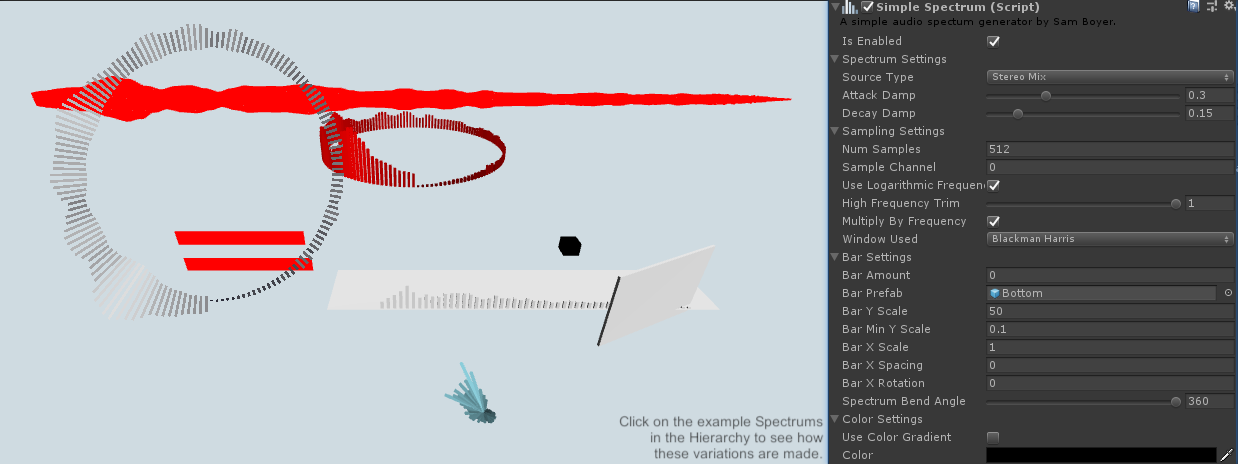 Simple Spectrum (Script)
A simple audio spectum generator by Sam Boyer.
Is Enabled
Spectrum Settings
Source Type Stereo Mix
Attack Damp 0.3
Decay Damp 0.15
Sampling Settings
Num Samples 512
Sample Channel 0
Use Logarithmic Frequen
High Frequency Trim 1
Multiply By Frequency
Window Used Blackman Harris
Bar Settings
Bar Amount 0
Bar Prefab Bottom
Bar Y Scale 50
Bar Min Y Scale 0.1
Bar X Scale 1
Bar X Spacing 0
Bar X Rotation 0
Spectrum Bend Angle 360
Color Settings
Use Color Gradient
Color
Click on the example Spectrums
in the Hierarchy to see how
these variations are made.